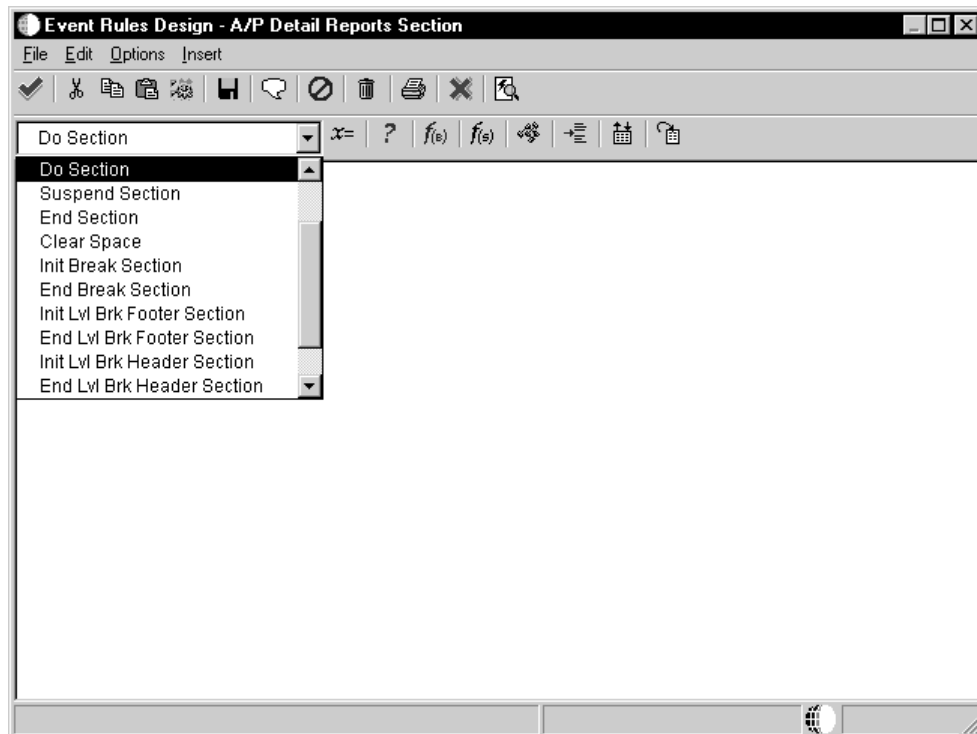 Event Rules Design - A/P Detail Reports Section
File Edit Options Insert
Do Section x= ? f(B) f(S)
Do Section
Suspend Section
End Section
Clear Space
Init Break Section
End Break Section
Init Lvl Brk Footer Section
End Lvl Brk Footer Section
Init Lvl Brk Header Section
End Lvl Brk Header Section